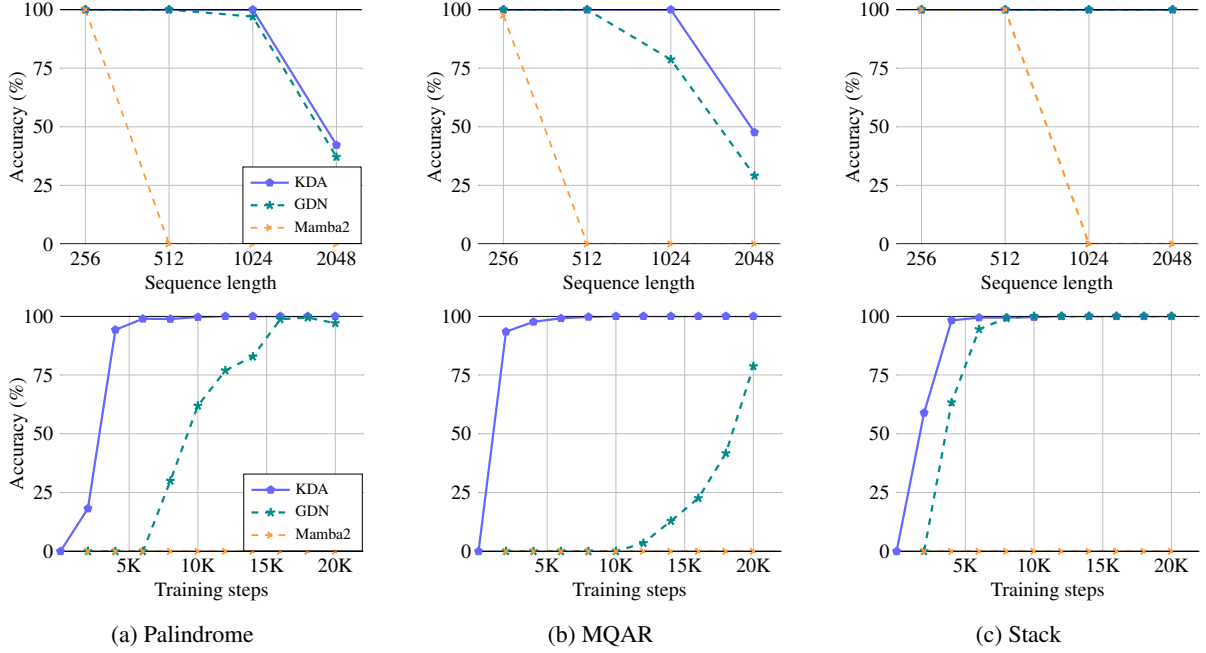 100
75
50
25
0
Accuracy (%)
256 512 1024 2048
Sequence length
KDA
GDN
Mamba2
100
75
50
25
0
Accuracy (%)
256 512 1024 2048
Sequence length
100
75
50
25
0
Accuracy (%)
256 512 1024 2048
Sequence length
100
75
50
25
0
Accuracy (%)
5K 10K 15K 20K
Training steps
KDA
GDN
Mamba2
100
75
50
25
0
Accuracy (%)
5K 10K 15K 20K
Training steps
100
75
50
25
0
Accuracy (%)
5K 10K 15K 20K
Training steps
(a) Palindrome
(b) MQAR
(c) Stack